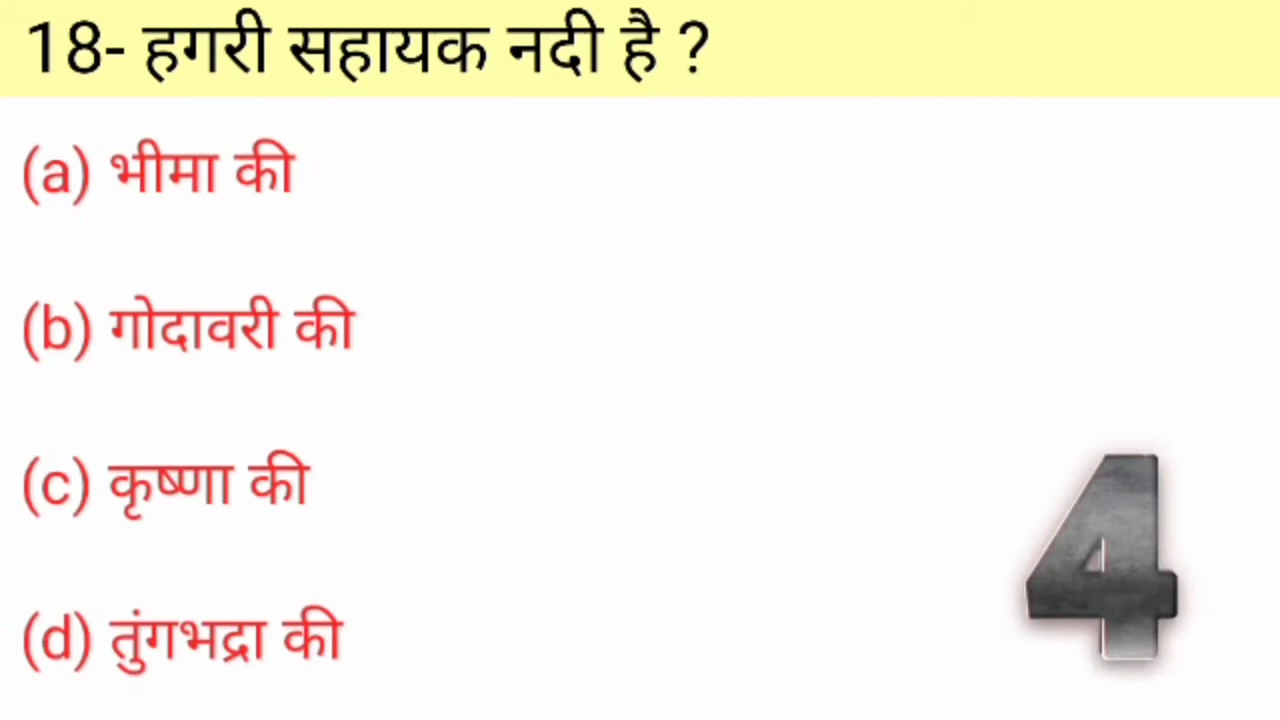 18- हगरी सहायक नदी है ?
(a) भीमा की
(b) गोदावरी की
(c) कृष्णा की
(d) तुंगभद्रा की
4